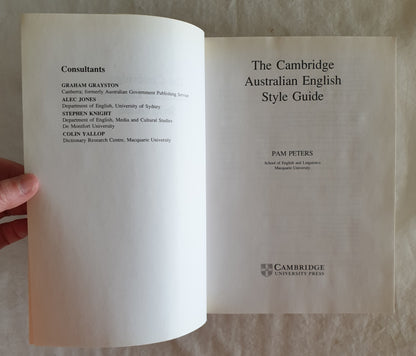 Consultants
GRAHAM GRAYSTON
Canberra; formerly Australian Government Publishing Service
ALEC JONES
Department of English, University of Sydney
STEPHEN KNIGHT
Department of English, Media and Cultural Studies
De Montfort University
COLIN YALLOP
Dictionary Research Centre, Macquarie University
The Cambridge
Australian English
Style Guide
PAM PETERS
School of English and Linguistics
Macquarie University
CAMBRIDGE
UNIVERSITY PRESS